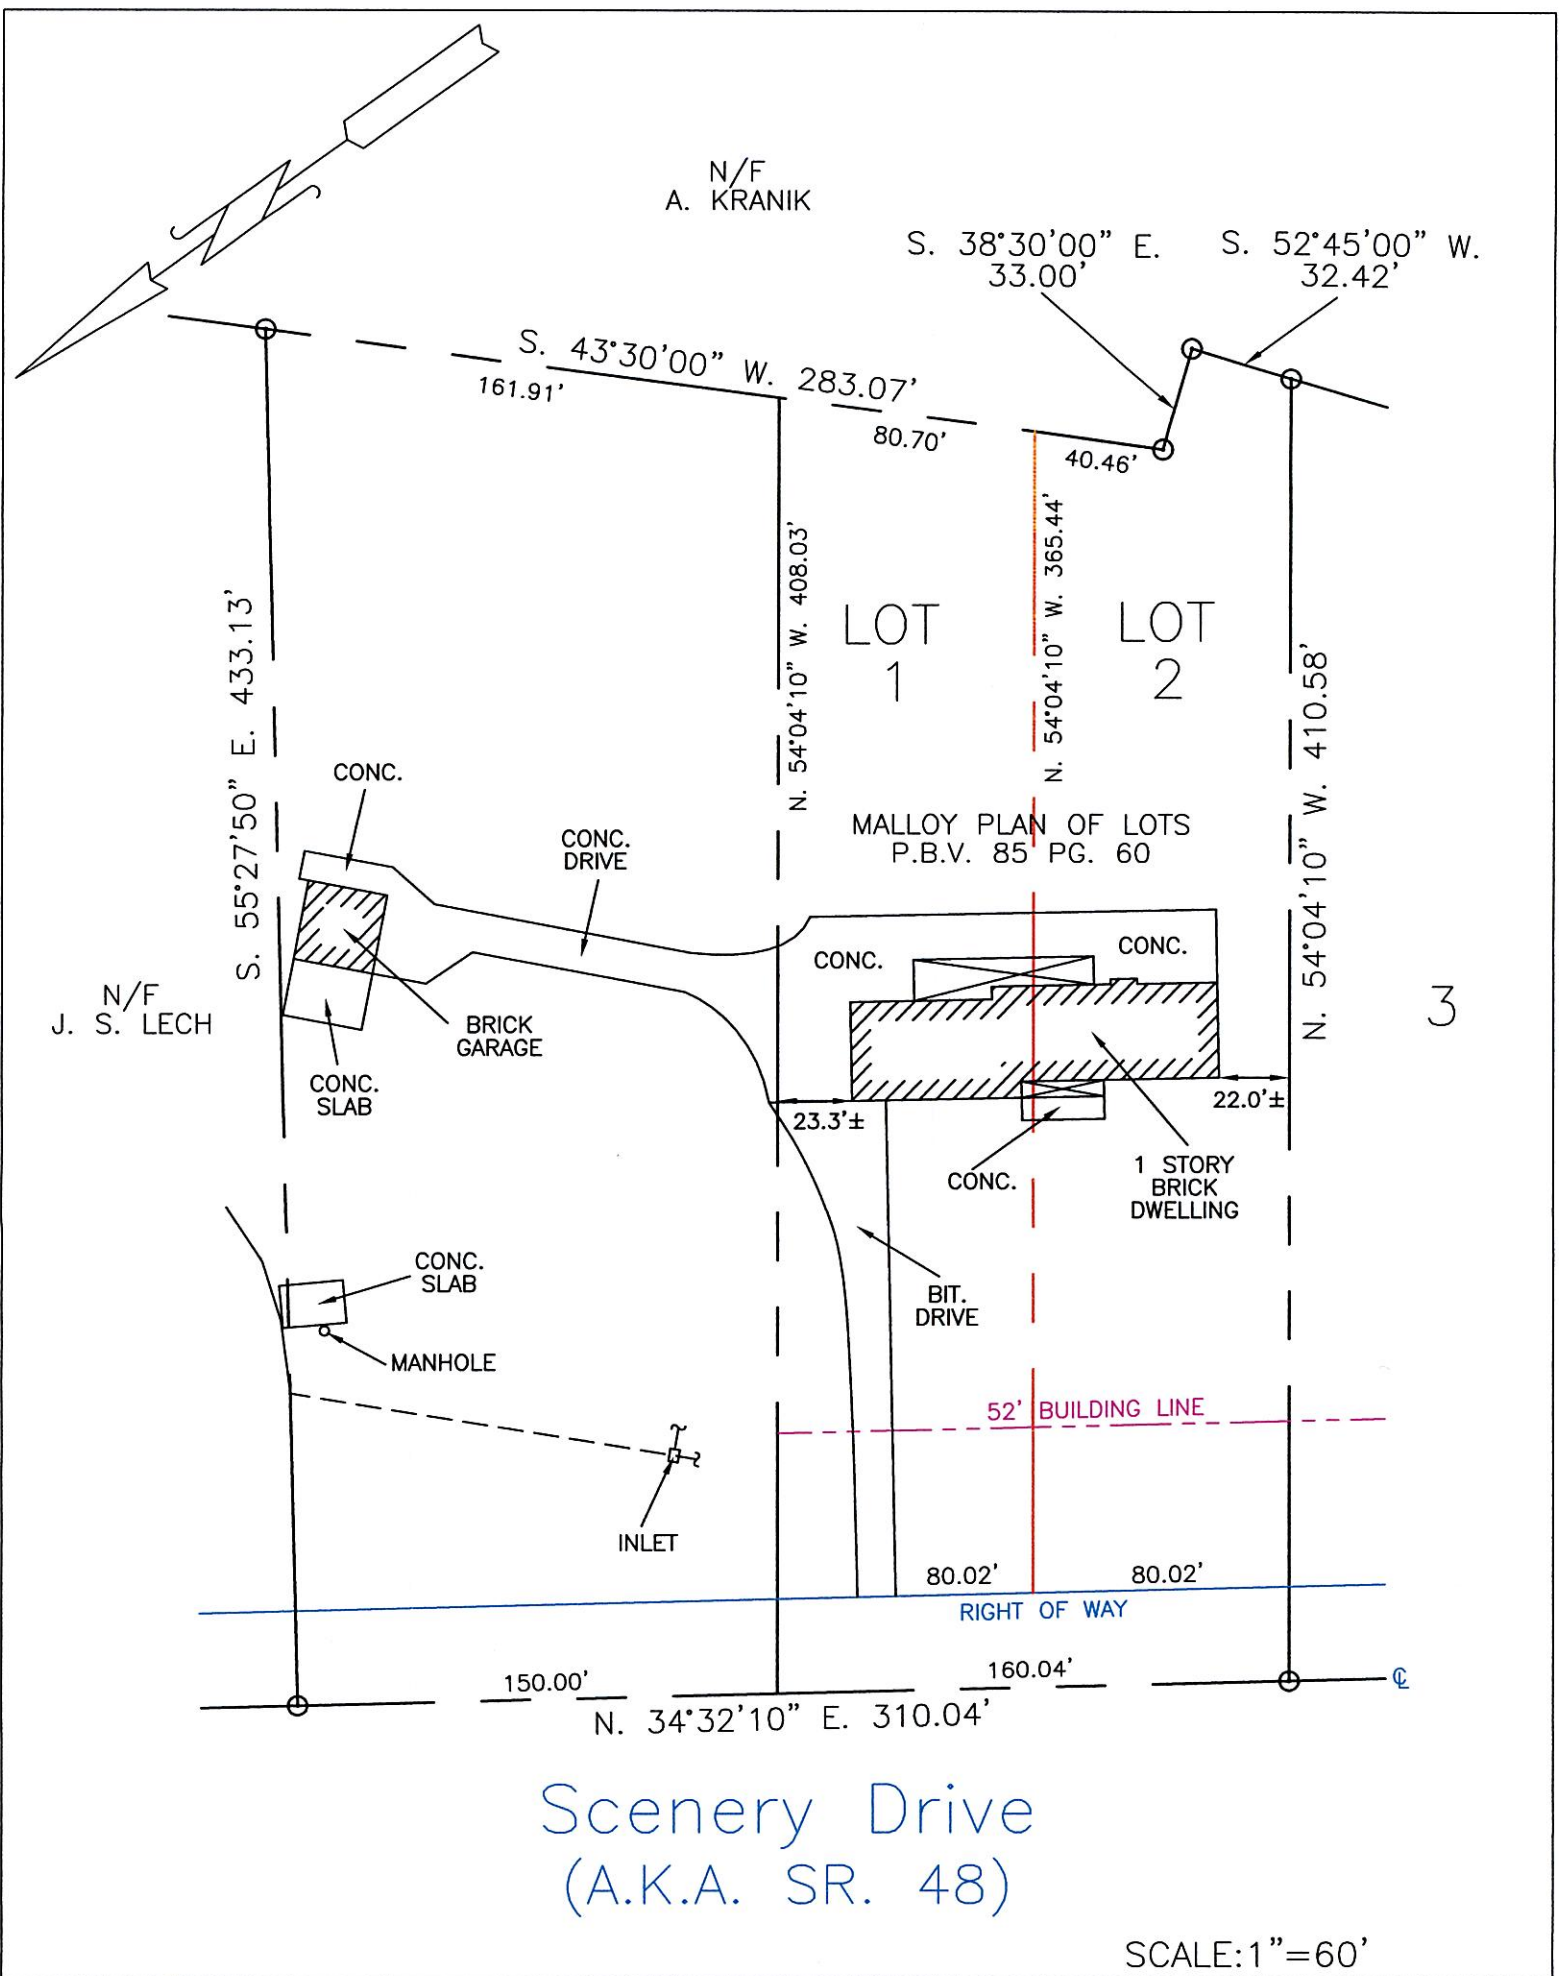 N/F
A. KRANIK
S. 38°30'00" E.
33.00'
S. 52°45'00" W.
32.42'
S. 43°30'00" W. 283.07'
161.91'
80.70'
40.46'
S. 55°27'50" E. 433.13'
N. 54°04'10" W. 408.03'
N. 54°04'10" W. 365.44'
N. 54°04'10" W. 410.58'
LOT
1
LOT
2
3
MALLOY PLAN OF LOTS
P.B.V. 85 PG. 60
CONC.
CONC.
DRIVE
CONC.
CONC.
N/F
J. S. LECH
BRICK
GARAGE
CONC.
SLAB
23.3'±
22.0'±
CONC.
1 STORY
BRICK
DWELLING
CONC.
SLAB
BIT.
DRIVE
MANHOLE
52' BUILDING LINE
INLET
80.02'
80.02'
RIGHT OF WAY
150.00'
160.04'
℄
N. 34°32'10" E. 310.04'
Scenery Drive
(A.K.A. SR. 48)
SCALE:1"=60'